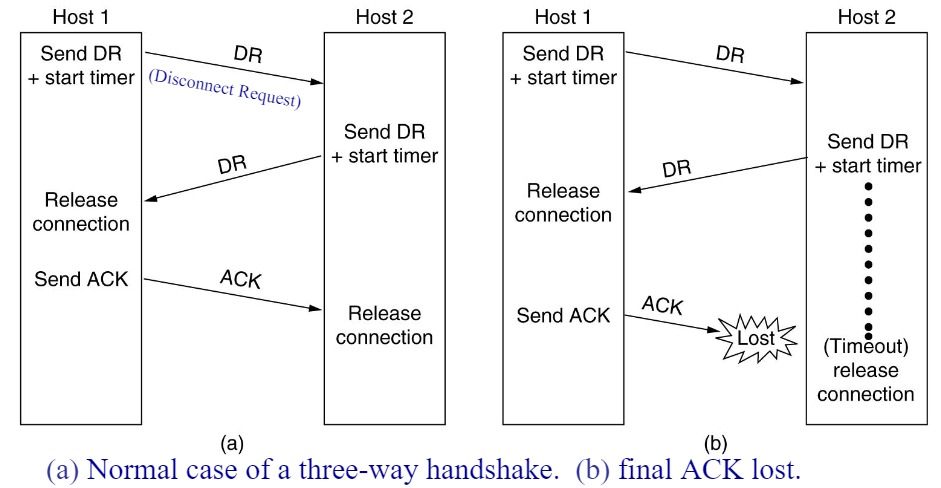 Host 1
Host 2
Send DR
+ start timer
DR
(Disconnect Request)
Send DR
+ start timer
DR
Release
connection
Send ACK
ACK
Release
connection
(a)
Host 1
Host 2
Send DR
+ start timer
DR
Send DR
+ start timer
DR
Release
connection
Send ACK
ACK
Lost
(Timeout)
release
connection
(b)
(a) Normal case of a three-way handshake. (b) final ACK lost.